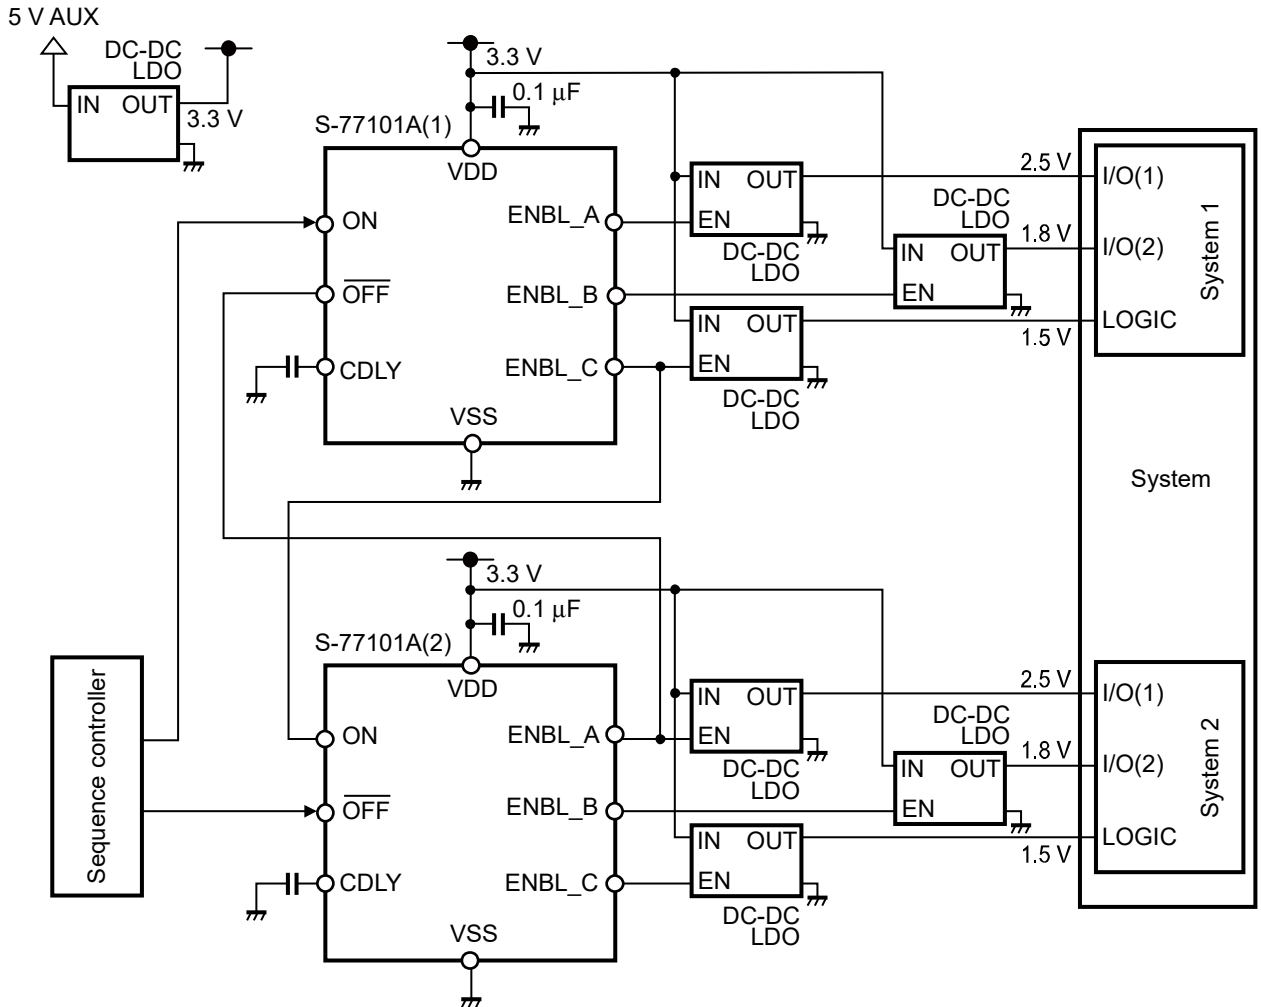 5 V AUX
DC-DC
LDO
IN OUT
3.3 V
3.3 V
0.1 μF
S-77101A(1)
VDD
ON
OFF
CDLY
VSS
ENBL_A
ENBL_B
ENBL_C
IN OUT
EN
DC-DC
LDO
IN OUT
EN
DC-DC
LDO
DC-DC
LDO
IN OUT
EN
2.5 V
1.8 V
1.5 V
I/O(1)
I/O(2)
LOGIC
System 1
System
3.3 V
0.1 μF
S-77101A(2)
VDD
ON
OFF
CDLY
VSS
ENBL_A
ENBL_B
ENBL_C
Sequence controller
IN OUT
EN
DC-DC
LDO
IN OUT
EN
DC-DC
LDO
DC-DC
LDO
IN OUT
EN
2.5 V
1.8 V
1.5 V
I/O(1)
I/O(2)
LOGIC
System 2